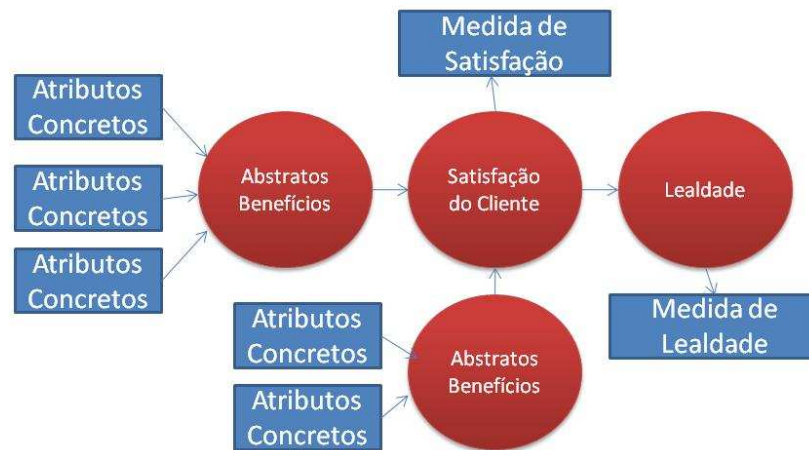 Medida de
Satisfação
Atributos
Concretos
Atributos
Concretos
Atributos
Concretos
Abstratos
Benefícios
Satisfação
do Cliente
Lealdade
Atributos
Concretos
Atributos
Concretos
Abstratos
Benefícios
Medida de
Lealdade